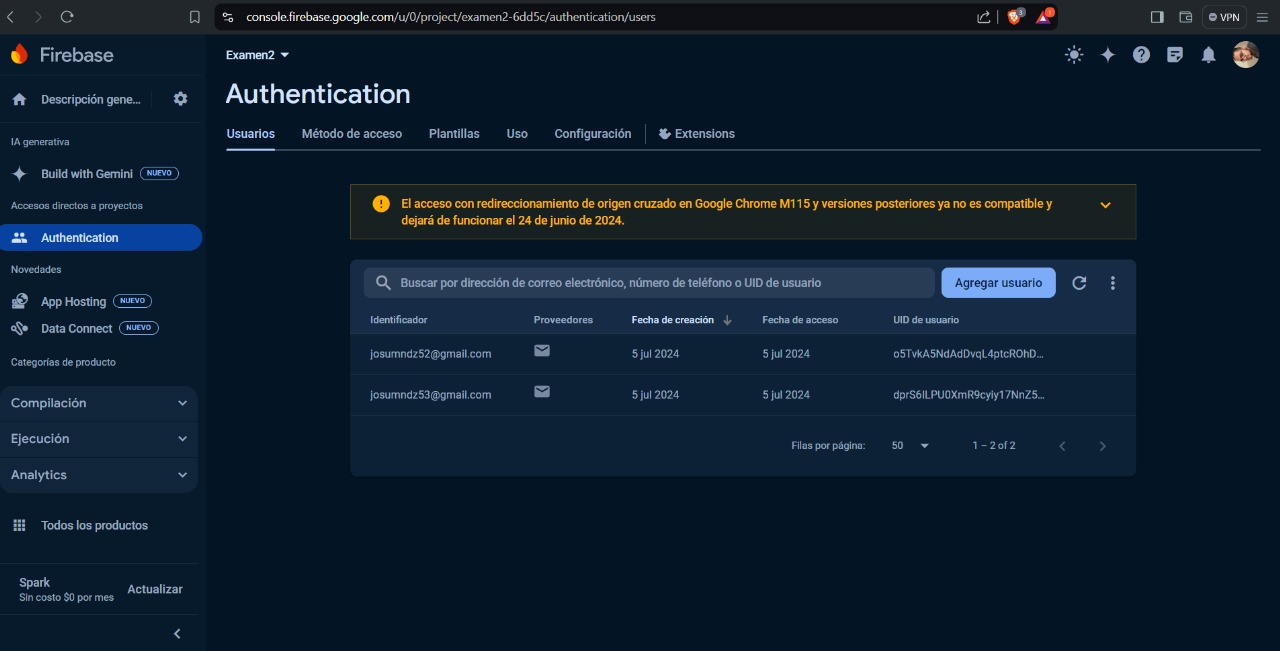 console.firebase.google.com/u/0/project/examen2-6dd5c/authentication/users
VPN
Firebase
Examen2
Descripción gene...
Authentication
Usuarios Método de acceso Plantillas Uso Configuración Extensions
IA generativa
Build with Gemini NUEVO
Accesos directos a proyectos
Authentication
Novedades
App Hosting NUEVO
Data Connect NUEVO
Categorías de producto
Compilación
Ejecución
Analytics
Todos los productos
Spark
Sin costo $0 por mes
Actualizar
El acceso con redireccionamiento de origen cruzado en Google Chrome M115 y versiones posteriores ya no es compatible y
dejará de funcionar el 24 de junio de 2024.
Buscar por dirección de correo electrónico, número de teléfono o UID de usuario
Agregar usuario
Identificador Proveedores Fecha de creación Fecha de acceso UID de usuario
josumndz52@gmail.com 5 jul 2024 5 jul 2024 o5TvkA5NdAdDvqL4ptcROhD...
josumndz53@gmail.com 5 jul 2024 5 jul 2024 dprS6ILPU0XmR9cyiy17NnZ5...
Filas por página: 50 1 – 2 of 2